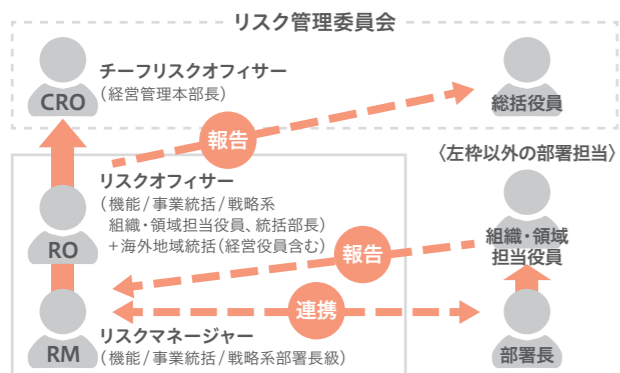 リスク管理委員会
CRO
チーフリスクオフィサー
（経営管理本部長）
総括役員
報告
〈左枠以外の部署担当〉
RO
リスクオフィサー
（機能/事業統括/戦略系
組織・領域担当役員、統括部長）
＋海外地域統括（経営役員含む）
組織・領域
担当役員
報告
連携
RM
リスクマネージャー
（機能/事業統括/戦略系部署長級）
部署長